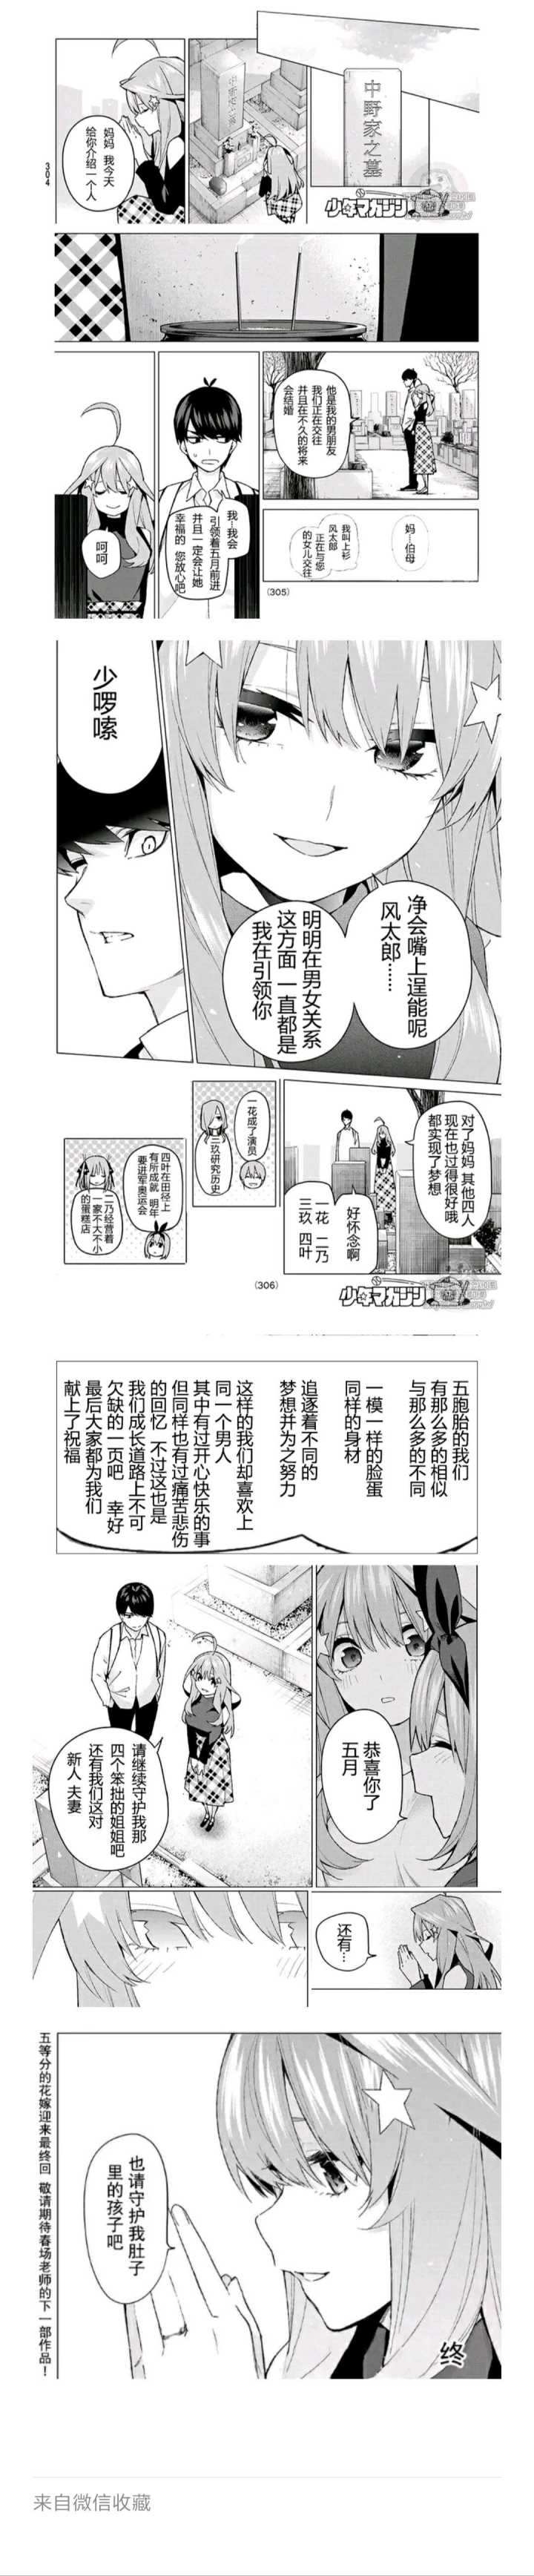 中野家之墓
少年マガジン
中野家之墓
妈妈 我今天
给你介绍一个人
304
他是我的男朋友
我们正在交往
并且在不久的将来
会结婚
妈…伯母
我叫上杉
风太郎
正在与您
的女儿交往
我…我会
引领着五月前进
并且一定会让她
幸福的 您放心吧
呵呵
(305)
净会嘴上逞能呢
风太郎……
明明在男女关系
这方面 一直都是
我在引领你
少啰嗦
对了妈妈 其他四人
现在也过得很好哦
都实现了梦想
好怀念啊
一花 二乃
三玖 四叶
一花成了演员
三玖研究历史
四叶在田径上
有所成就 明年
要进军奥运会
二乃经营着
一家不大不小
的蛋糕店
(306)
少年マガジン
五胞胎的我们
有那么多的相似
与那么多的不同
一模一样的脸蛋
同样的身材
追逐着不同的
梦想并为之努力
这样的我们却喜欢上
同一个男人
其中有过开心快乐的事
但同样也有过痛苦悲伤
的回忆 不过这也是
我们成长道路上不可
欠缺的一页吧 幸好
最后大家都为我们
献上了祝福
恭喜你了
五月
请继续守护我那
四个笨拙的姐姐吧
还有我们这对
新人 夫妻
还有…
也请守护我肚子
里的孩子吧
终
五等分的花嫁迎来最终回 敬请期待春场老师的下一部作品！
来自微信收藏